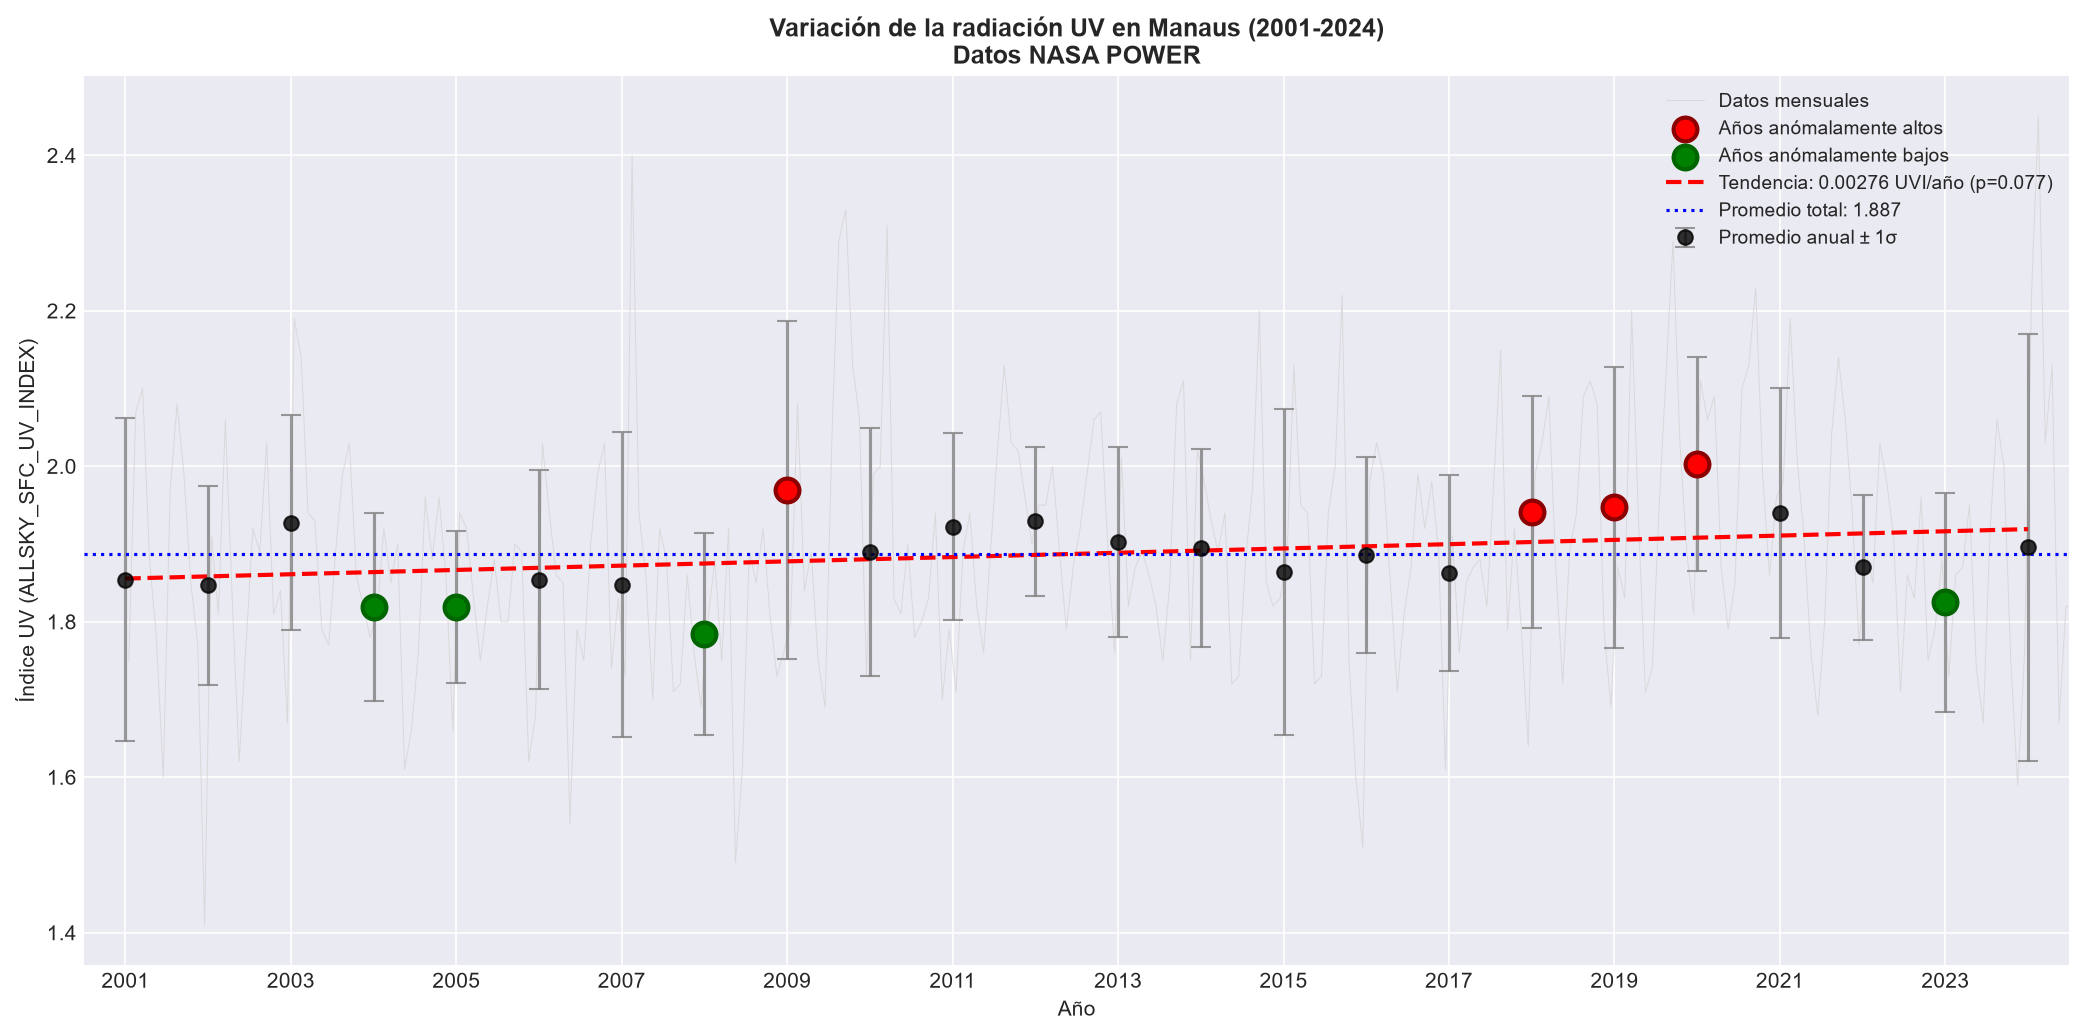 Variación de la radiación UV en Manaus (2001-2024)
Datos NASA POWER
Datos mensuales
Años anómalamente altos
Años anómalamente bajos
Tendencia: 0.00276 UVI/año (p=0.077)
Promedio total: 1.887
Promedio anual ± 1σ
Índice UV (ALLSKY_SFC_UV_INDEX)
2.4
2.2
2.0
1.8
1.6
1.4
2001 2003 2005 2007 2009 2011 2013 2015 2017 2019 2021 2023
Año